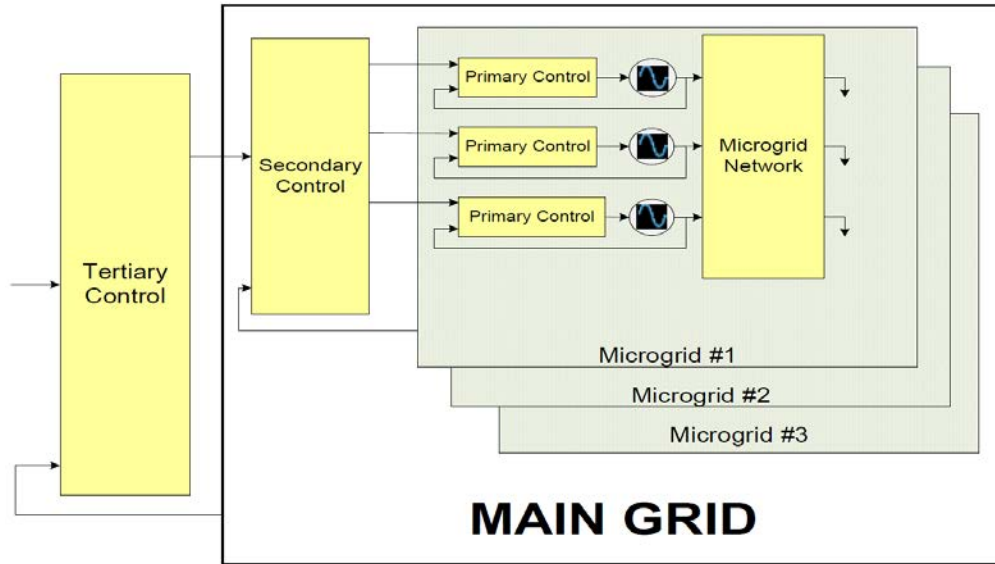 Tertiary
Control
Secondary
Control
Primary Control
Primary Control
Primary Control
Microgrid
Network
Microgrid #1
Microgrid #2
Microgrid #3
MAIN GRID